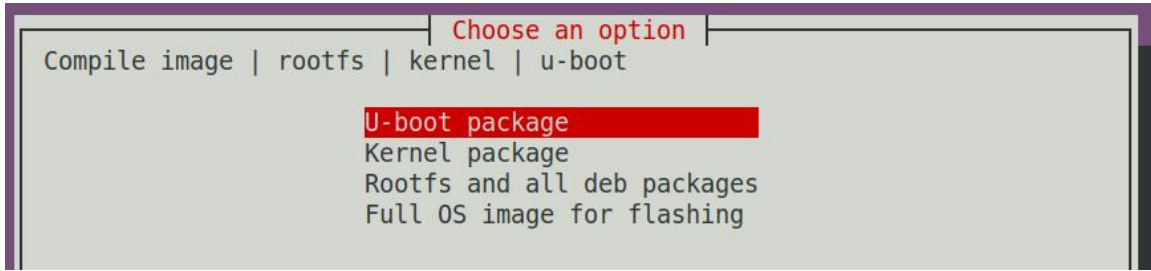 Choose an option
Compile image | rootfs | kernel | u-boot
U-boot package
Kernel package
Rootfs and all deb packages
Full OS image for flashing